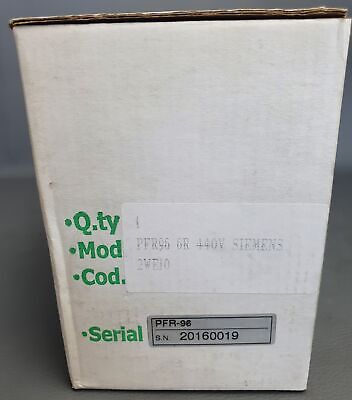 •Q.ty 1
•Mod PFR96 6R 440V SIEMENS
•Cod. 2WE10
•Serial PFR-96
S.N. 20160019